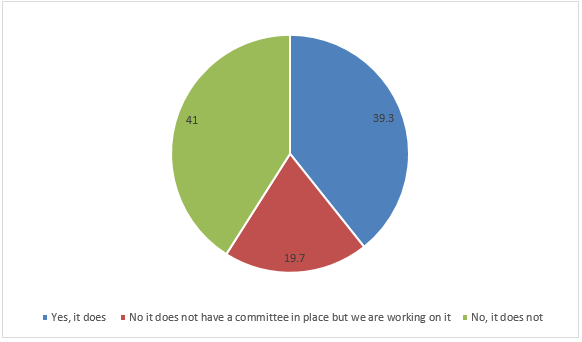 39.3
41
19.7
Yes, it does No it does not have a committee in place but we are working on it No, it does not